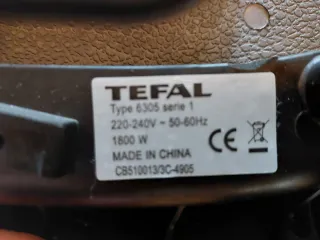 TEFAL
Type 6305 serie 1
220-240V ~ 50-60Hz
1800 W
MADE IN CHINA
CB510013/3C-4905
CE